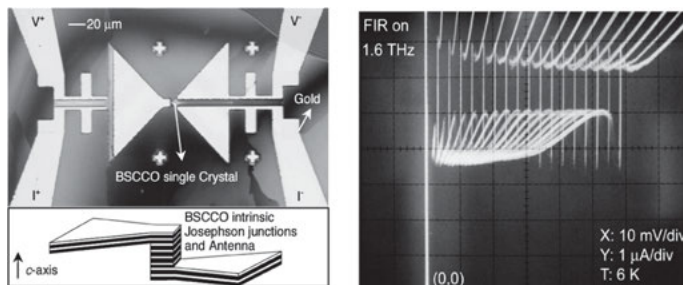 V⁺
20 μm
V⁻
Gold
BSCCO single Crystal
I⁺
I⁻
BSCCO intrinsic
Josephson junctions
and Antenna
c-axis
FIR on
1.6 THz
X: 10 mV/div
Y: 1 μA/div
T: 6 K
(0,0)